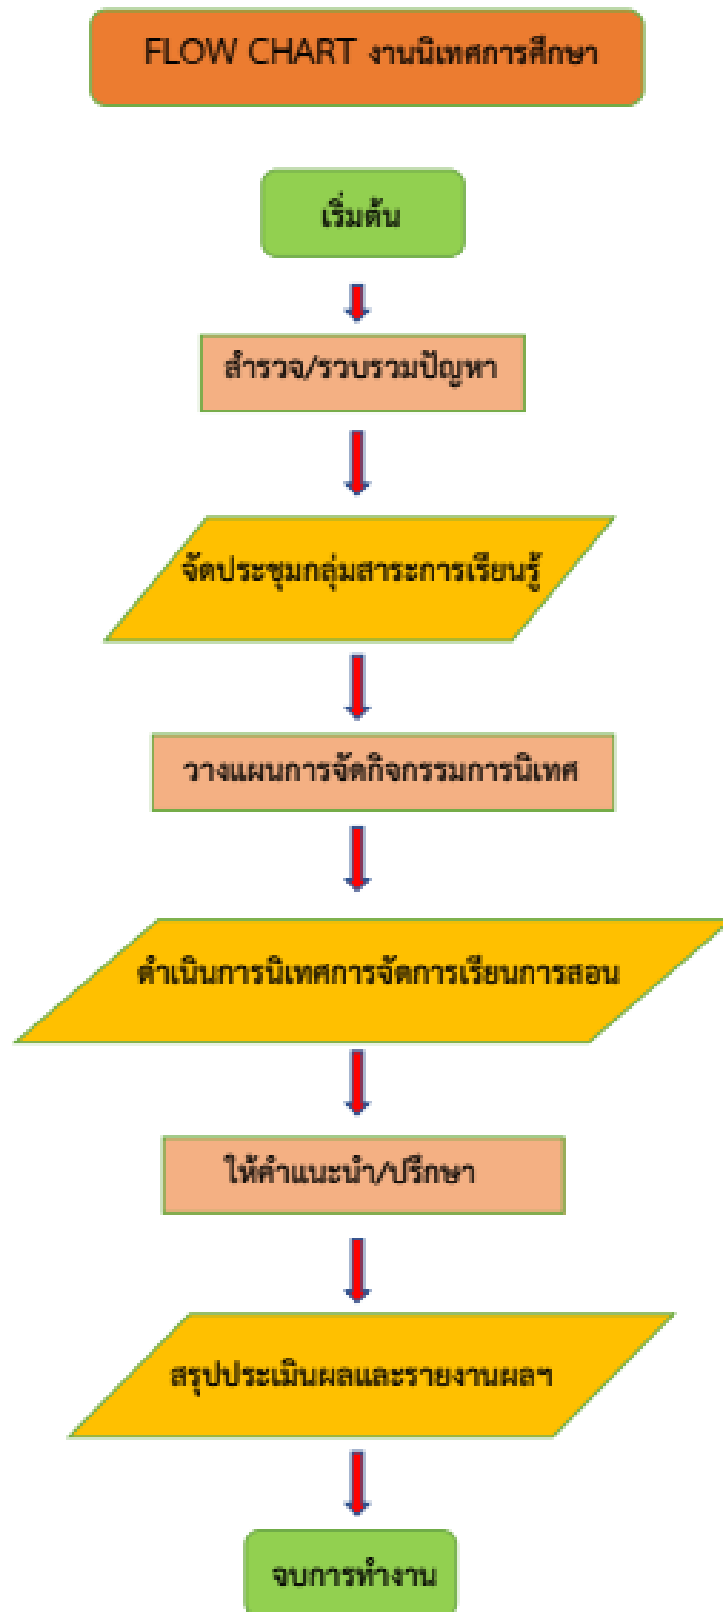 FLOW CHART งานนิเทศการศึกษา
เริ่มต้น
สำรวจ/รวบรวมปัญหา
จัดประชุมกลุ่มสาระการเรียนรู้
วางแผนการจัดกิจกรรมการนิเทศ
ดำเนินการนิเทศการจัดการเรียนการสอน
ให้คำแนะนำ/ปรึกษา
สรุปประเมินผลและรายงานผลฯ
จบการทำงาน